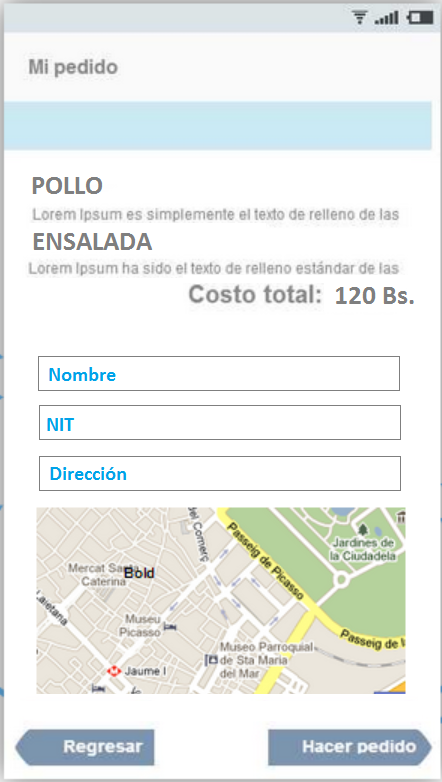 Mi pedido
POLLO
Lorem Ipsum es simplemente el texto de relleno de las
ENSALADA
Lorem Ipsum ha sido el texto de relleno estándar de las
Costo total: 120 Bs.
Nombre
NIT
Dirección
del Comerç
Passeig de Picasso
Jardines de
la Ciudadela
Mercat San
Caterina
Bold
Laietana
Museu
Picasso
Passeig de l
Museo Parroquial
de Sta Maria
del Mar
Jaume I
Regresar
Hacer pedido